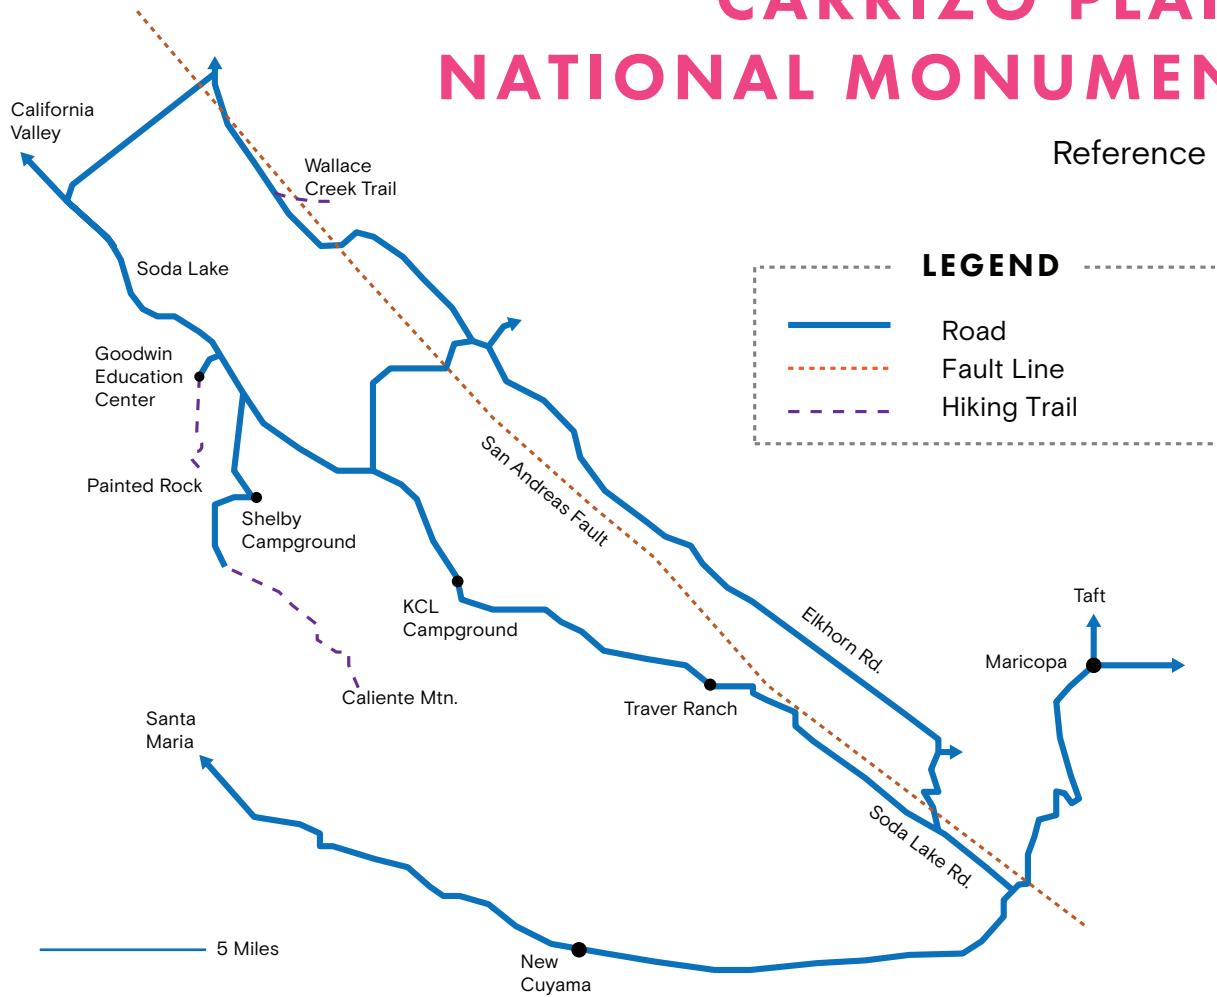 NATIONAL MONUMEN
Reference
California
Valley
Wallace
Creek Trail
Soda Lake
LEGEND
Road
Fault Line
Hiking Trail
Goodwin
Education
Center
Painted Rock
Shelby
Campground
San Andreas Fault
KCL
Campground
Caliente Mtn.
Traver Ranch
Elkhorn Rd.
Taft
Maricopa
Santa
Maria
Soda Lake Rd.
5 Miles
New
Cuyama